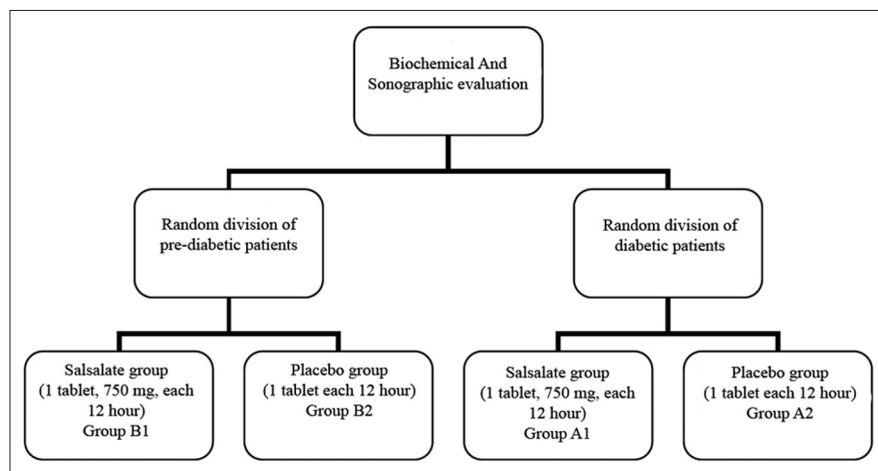 Biochemical And
Sonographic evaluation
Random division of
pre-diabetic patients
Random division of
diabetic patients
Salsalate group
(1 tablet, 750 mg, each
12 hour)
Group B1
Placebo group
(1 tablet each 12 hour)
Group B2
Salsalate group
(1 tablet, 750 mg, each
12 hour)
Group A1
Placebo group
(1 tablet each 12 hour)
Group A2